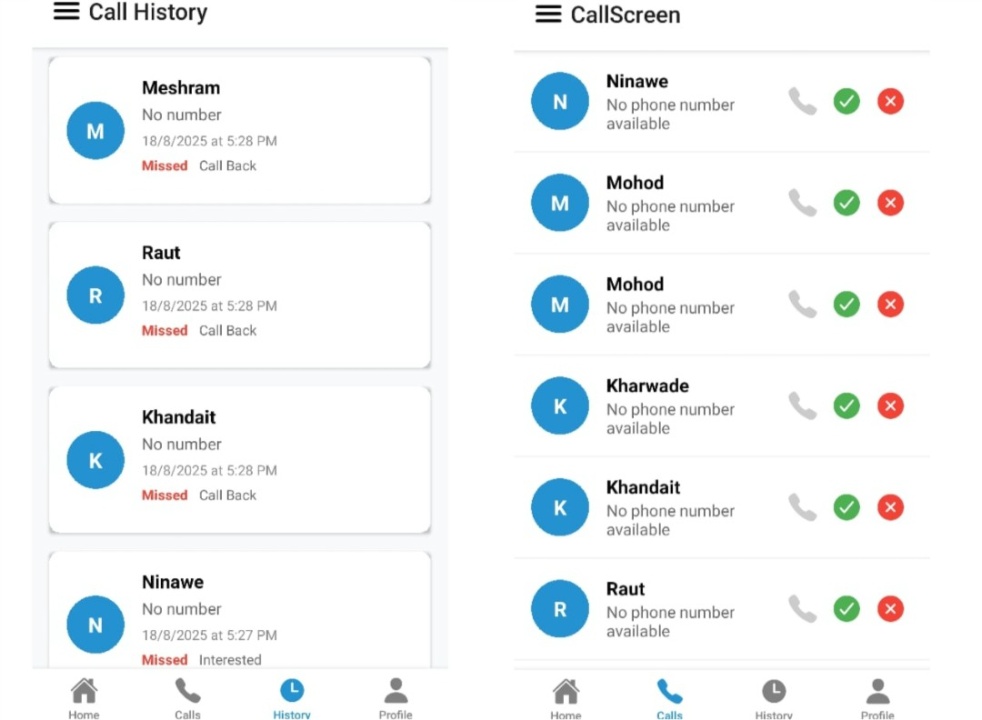 Call History
Meshram
No number
18/8/2025 at 5:28 PM
Missed Call Back
M
Raut
No number
18/8/2025 at 5:28 PM
Missed Call Back
R
Khandait
No number
18/8/2025 at 5:28 PM
Missed Call Back
K
Ninawe
No number
18/8/2025 at 5:27 PM
Missed Interested
N
Home Calls History Profile
CallScreen
N
Ninawe
No phone number
available
M
Mohod
No phone number
available
M
Mohod
No phone number
available
K
Kharwade
No phone number
available
K
Khandait
No phone number
available
R
Raut
No phone number
available
Home Calls History Profile